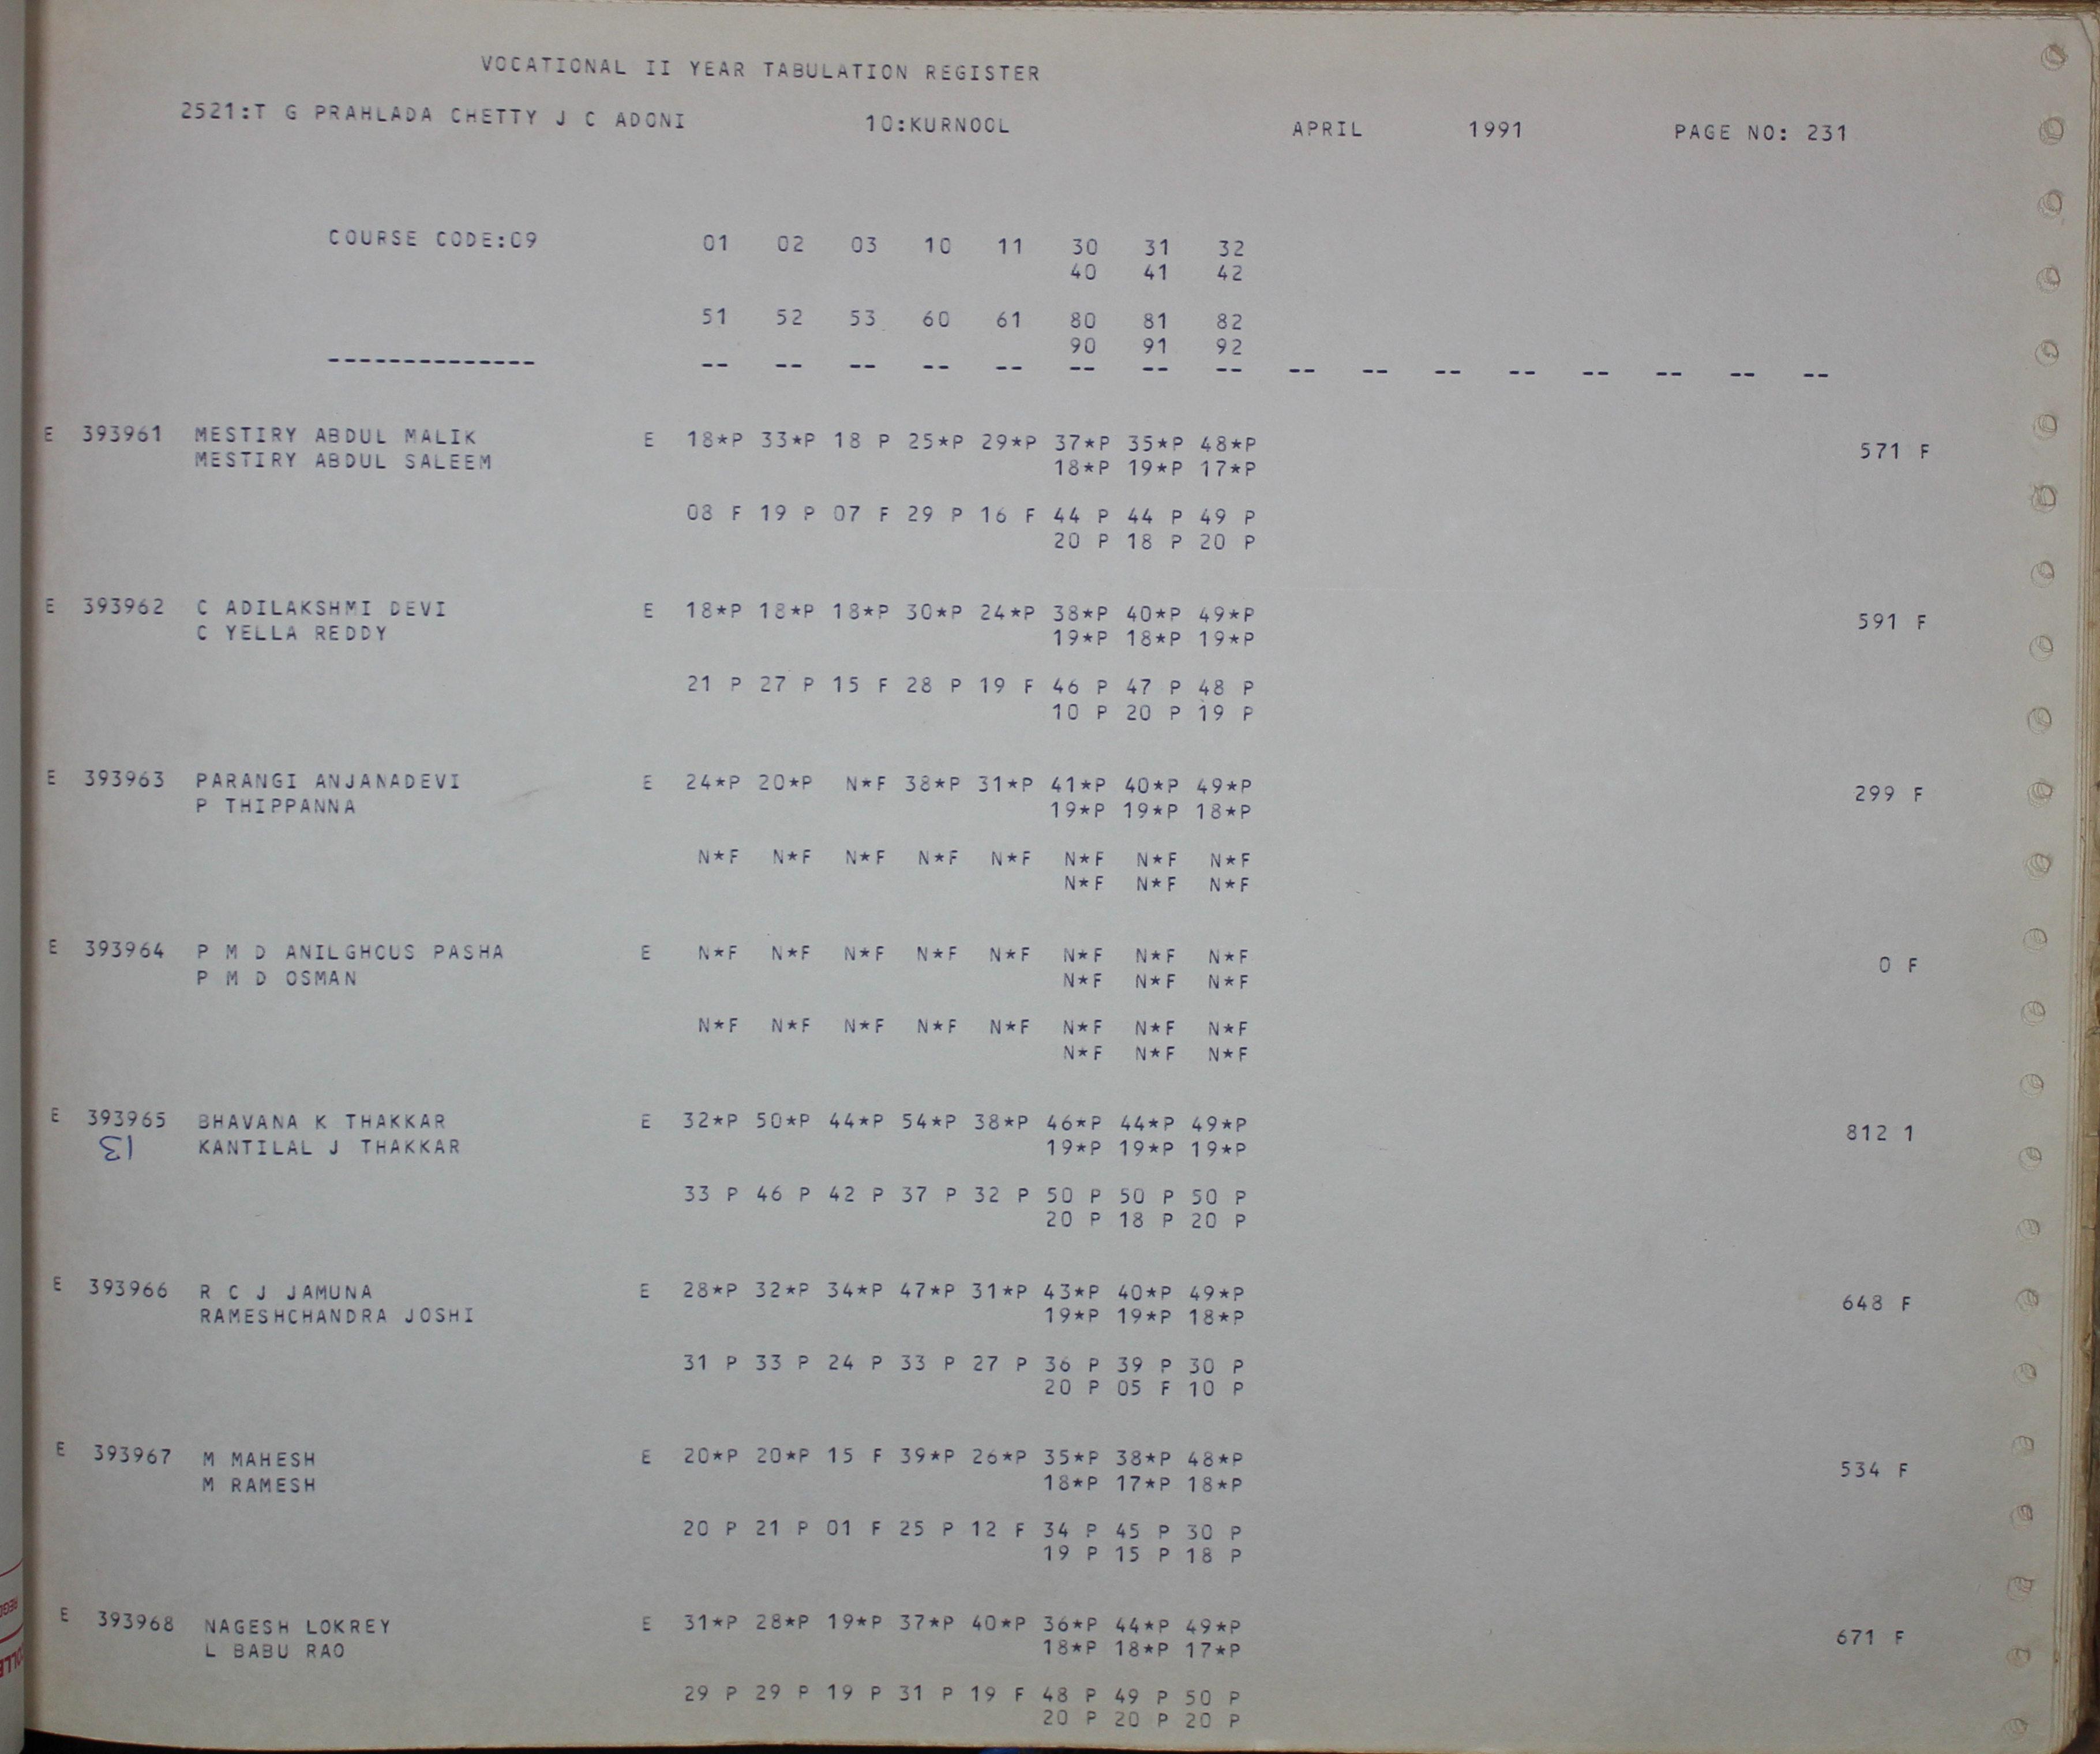 VOCATIONAL II YEAR TABULATION REGISTER
2521:T G PRAHLADA CHETTY J C ADONI 10:KURNOOL APRIL 1991 PAGE NO: 231
COURSE CODE:09 01 02 03 10 11 30 31 32
40 41 42
51 52 53 60 61 80 81 82
90 91 92
-------------- -- -- -- -- -- -- -- -- -- -- -- -- -- -- -- --
E 393961 MESTIRY ABDUL MALIK E 18*P 33*P 18 P 25*P 29*P 37*P 35*P 48*P 571 F
MESTIRY ABDUL SALEEM 18*P 19*P 17*P
08 F 19 P 07 F 29 P 16 F 44 P 44 P 49 P
20 P 18 P 20 P
E 393962 C ADILAKSHMI DEVI E 18*P 18*P 18*P 30*P 24*P 38*P 40*P 49*P 591 F
C YELLA REDDY 19*P 18*P 19*P
21 P 27 P 15 F 28 P 19 F 46 P 47 P 48 P
10 P 20 P 19 P
E 393963 PARANGI ANJANADEVI E 24*P 20*P N*F 38*P 31*P 41*P 40*P 49*P 299 F
P THIPPANNA 19*P 19*P 18*P
N*F N*F N*F N*F N*F N*F N*F N*F
N*F N*F N*F
E 393964 P M D ANILGHOUS PASHA E N*F N*F N*F N*F N*F N*F N*F N*F 0 F
P M D OSMAN N*F N*F N*F
N*F N*F N*F N*F N*F N*F N*F N*F
N*F N*F N*F
E 393965 BHAVANA K THAKKAR E 32*P 50*P 44*P 54*P 38*P 46*P 44*P 49*P 812 1
KANTILAL J THAKKAR 19*P 19*P 19*P
33 P 46 P 42 P 37 P 32 P 50 P 50 P 50 P
20 P 18 P 20 P
E 393966 R C J JAMUNA E 28*P 32*P 34*P 47*P 31*P 43*P 40*P 49*P 648 F
RAMESHCHANDRA JOSHI 19*P 19*P 18*P
31 P 33 P 24 P 33 P 27 P 36 P 39 P 30 P
20 P 05 F 10 P
E 393967 M MAHESH E 20*P 20*P 15 F 39*P 26*P 35*P 38*P 48*P 534 F
M RAMESH 18*P 17*P 18*P
20 P 21 P 01 F 25 P 12 F 34 P 45 P 30 P
19 P 15 P 18 P
E 393968 NAGESH LOKREY E 31*P 28*P 19*P 37*P 40*P 36*P 44*P 49*P 671 F
L BABU RAO 18*P 18*P 17*P
29 P 29 P 19 P 31 P 19 F 48 P 49 P 50 P
20 P 20 P 20 P